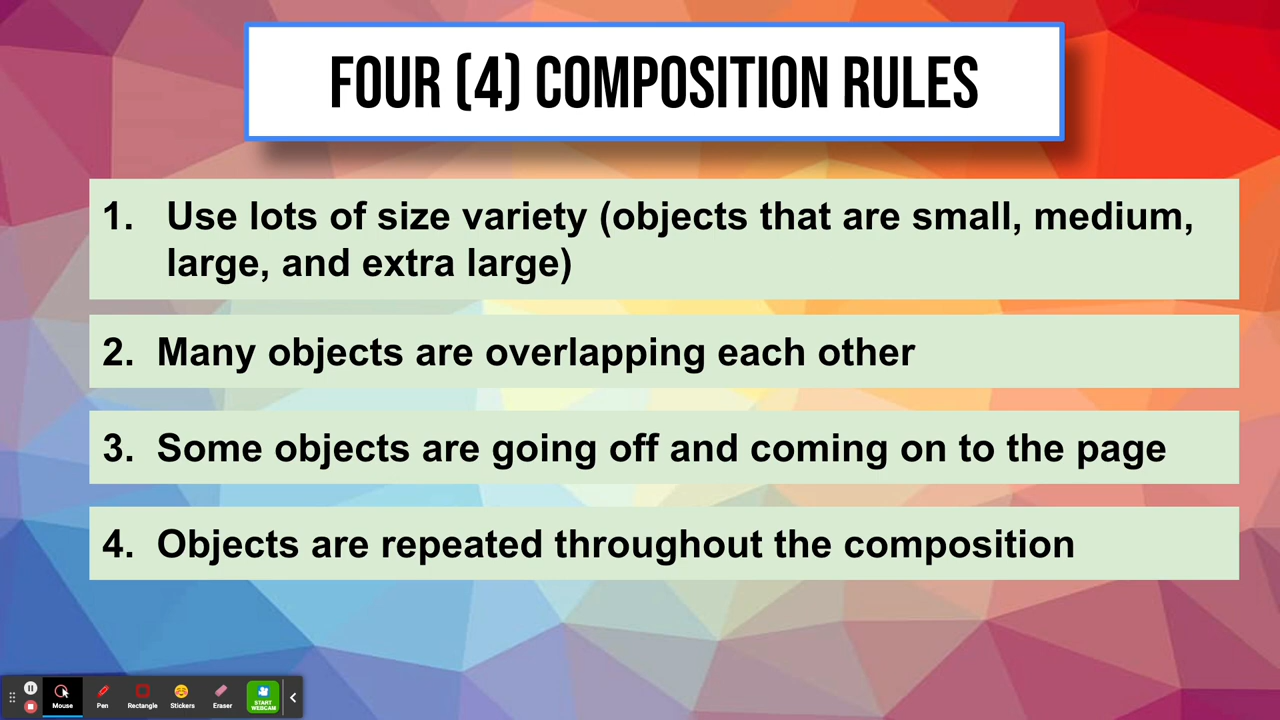 FOUR (4) COMPOSITION RULES
1. Use lots of size variety (objects that are small, medium,
large, and extra large)
2. Many objects are overlapping each other
3. Some objects are going off and coming on to the page
4. Objects are repeated throughout the composition
Mouse Pen Rectangle Stickers Eraser START
WEBCAM